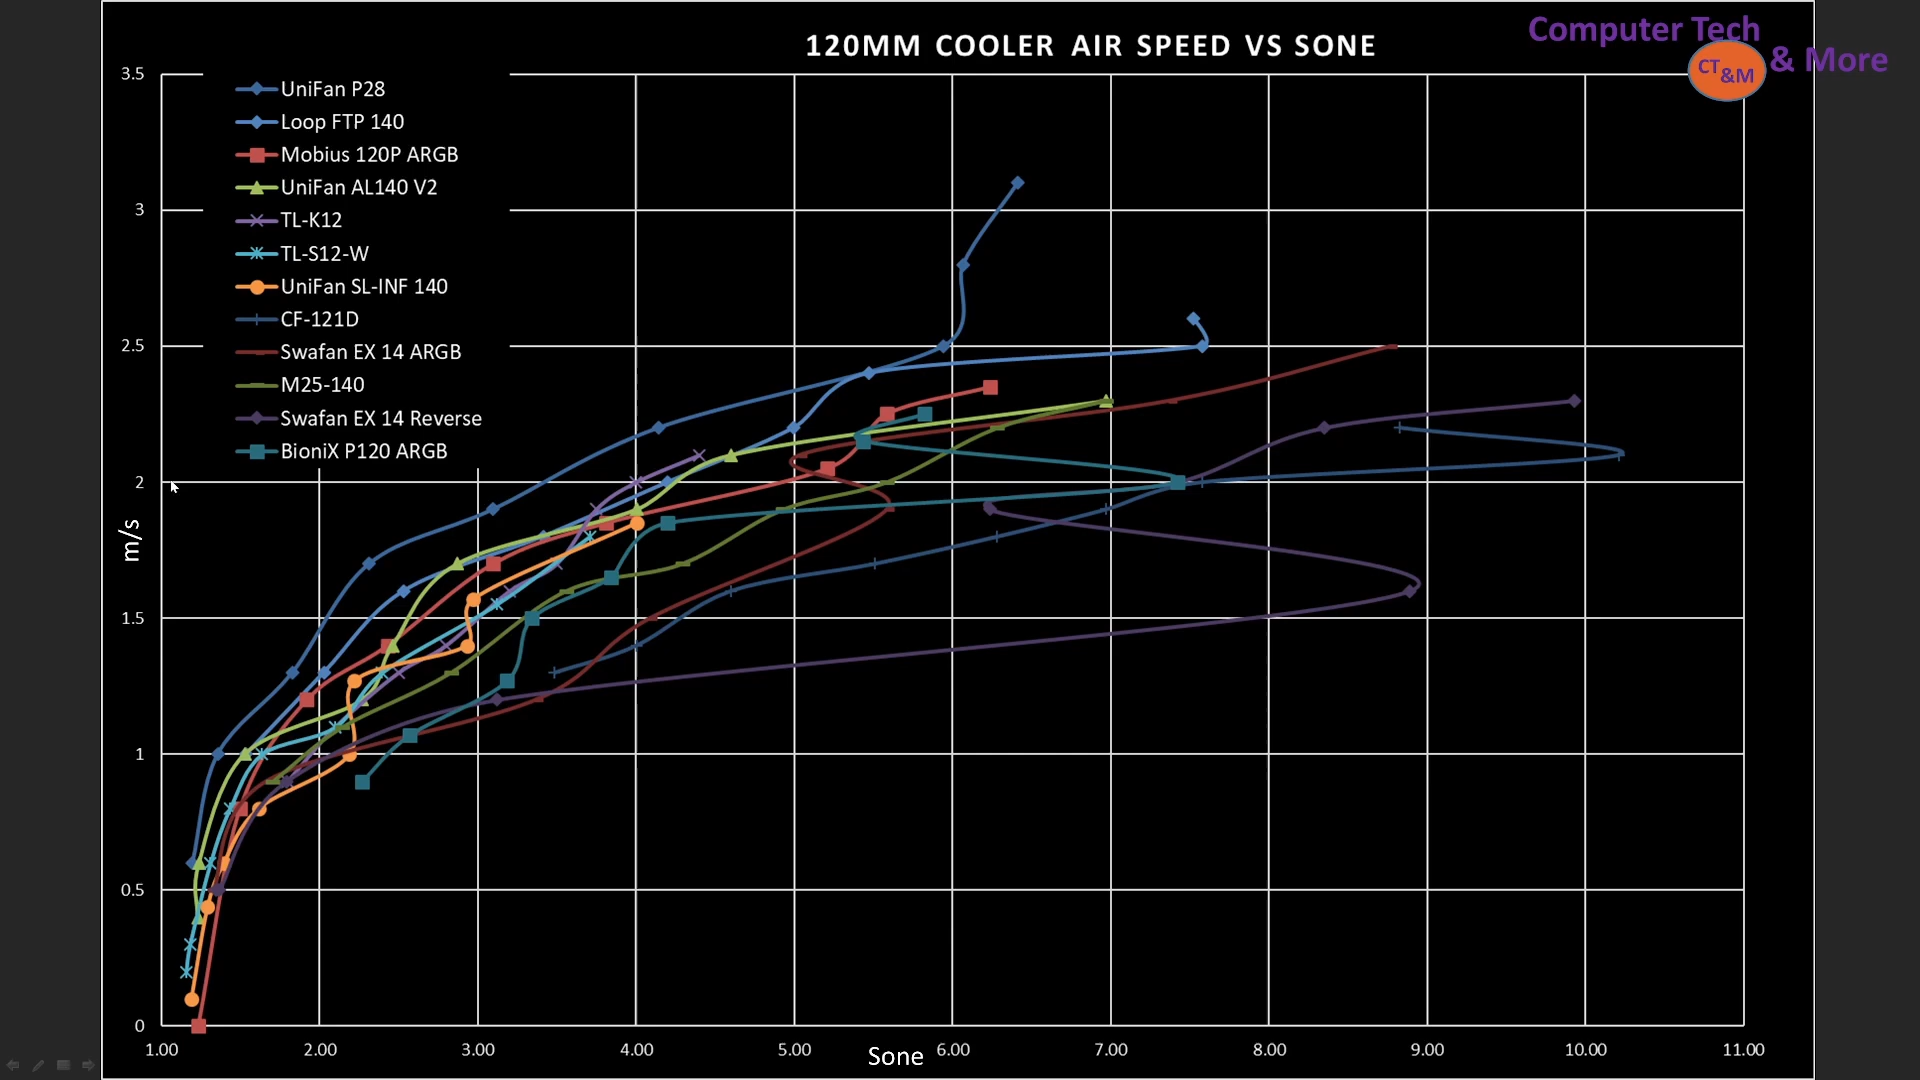 120MM COOLER AIR SPEED VS SONE
Computer Tech
& More
CT
&M
UniFan P28
Loop FTP 140
Mobius 120P ARGB
UniFan AL140 V2
TL-K12
TL-S12-W
UniFan SL-INF 140
CF-121D
Swafan EX 14 ARGB
M25-140
Swafan EX 14 Reverse
BioniX P120 ARGB
3.5
3
2.5
2
1.5
1
0.5
0
m/s
1.00 2.00 3.00 4.00 5.00 6.00 7.00 8.00 9.00 10.00 11.00
Sone